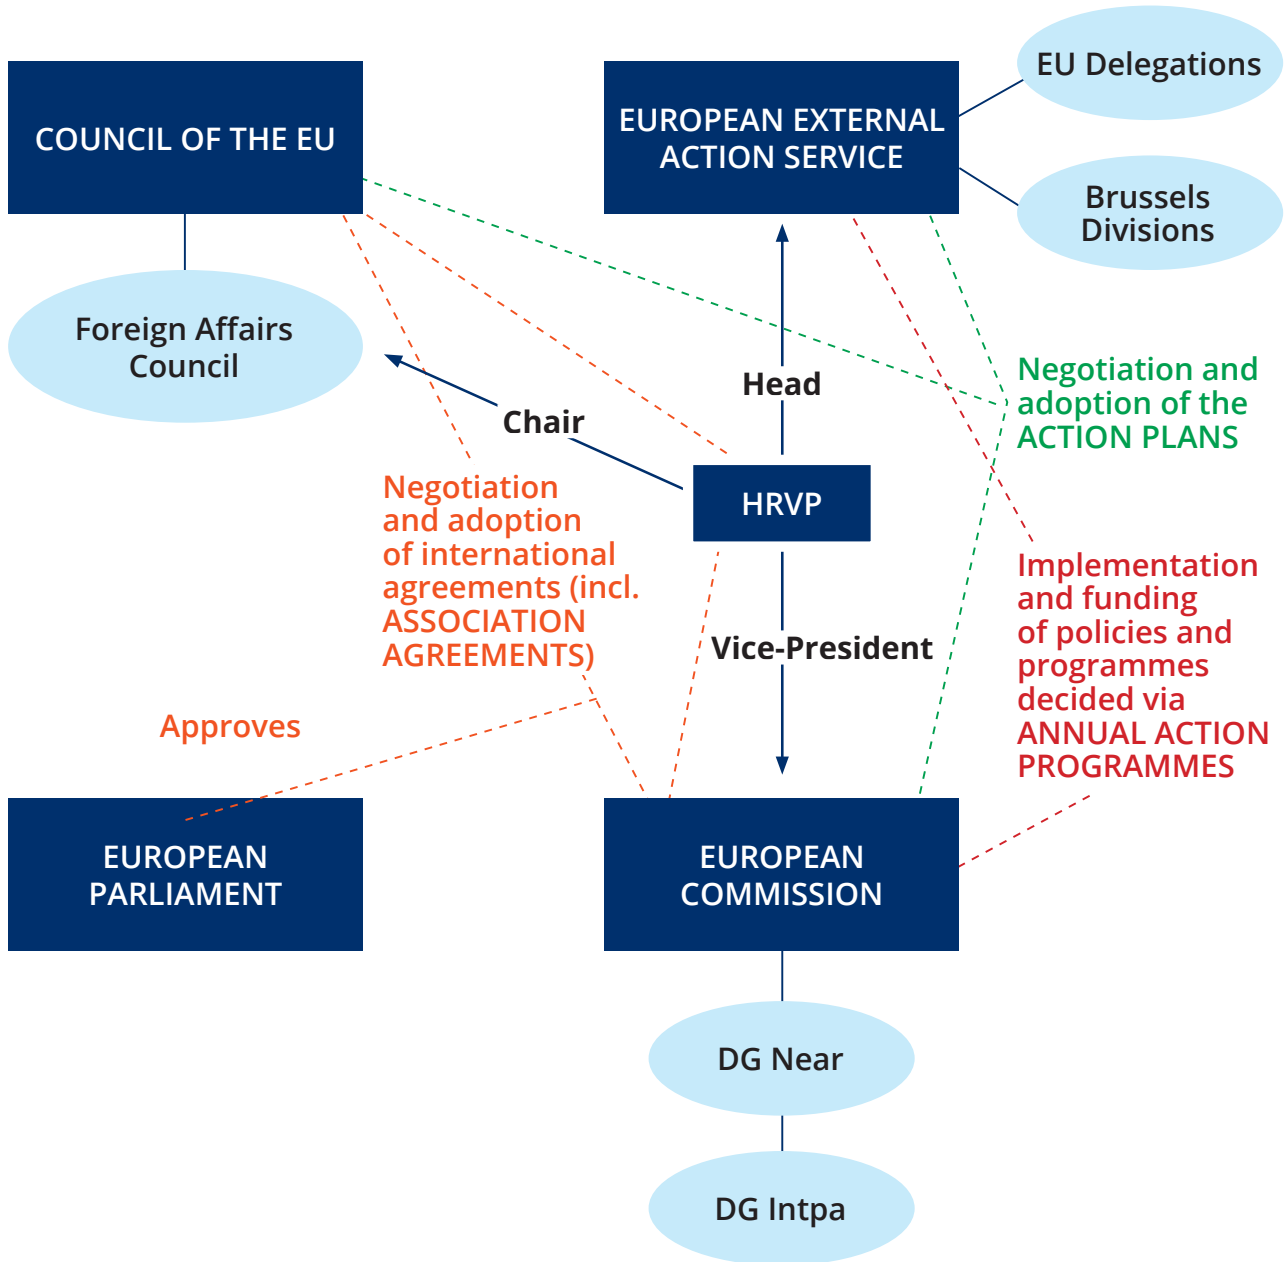 COUNCIL OF THE EU
EUROPEAN EXTERNAL
ACTION SERVICE
EU Delegations
Brussels
Divisions
Foreign Affairs
Council
Head
Chair
Negotiation and
adoption of the
ACTION PLANS
HRVP
Negotiation
and adoption
of international
agreements (incl.
ASSOCIATION
AGREEMENTS)
Implementation
and funding
of policies and
programmes
decided via
ANNUAL ACTION
PROGRAMMES
Vice-President
Approves
EUROPEAN
PARLIAMENT
EUROPEAN
COMMISSION
DG Near
DG Intpa